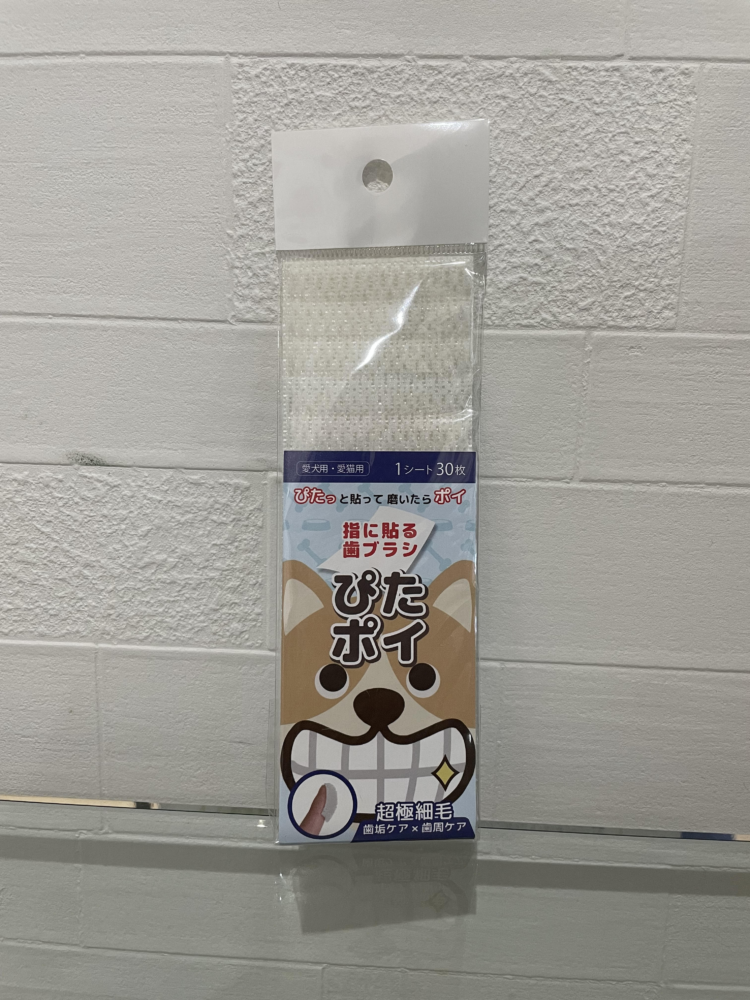 愛犬用・愛猫用 1シート30枚
ぴたっと貼って磨いたらポイ
指に貼る
歯ブラシ
ぴた
ポイ
超極細毛
歯垢ケア×歯周ケア